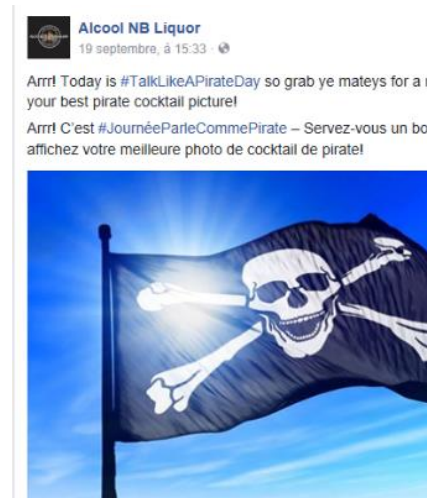 Alcool NB Liquor
19 septembre, á 15:33 ·
Arrr! Today is #TalkLikeAPirateDay so grab ye mateys for a
your best pirate cocktail picture!
Arrr! C'est #JournéeParleCommePirate – Servez-vous un bo
affichez votre meilleure photo de cocktail de pirate!